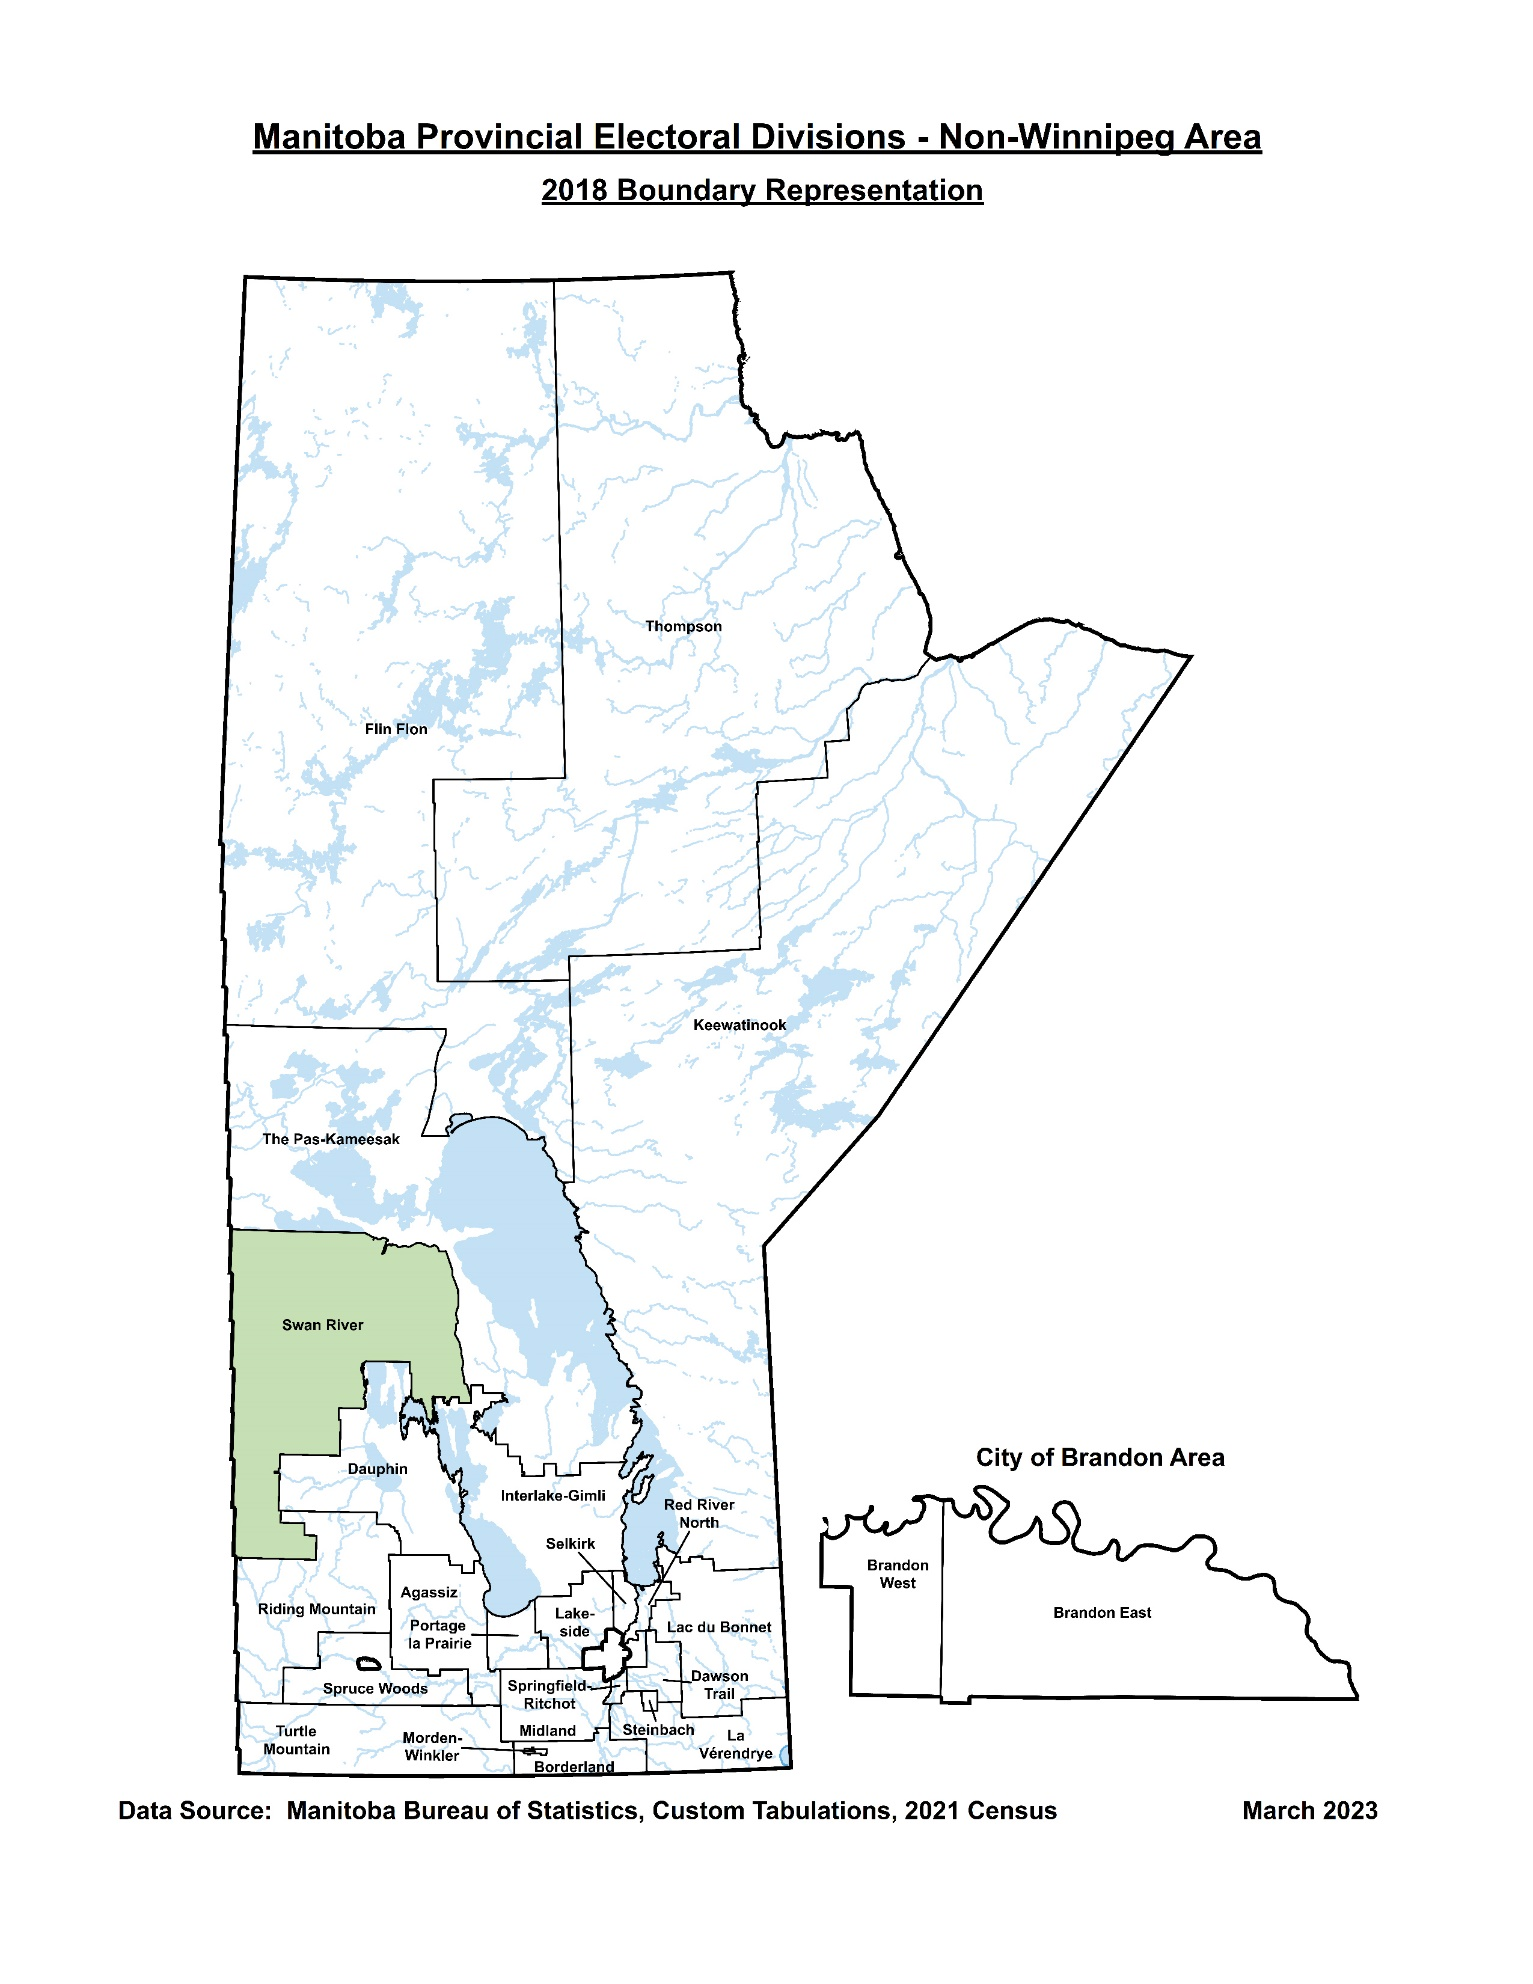 Manitoba Provincial Electoral Divisions - Non-Winnipeg Area
2018 Boundary Representation
Thompson
Flin Flon
Keewatinook
The Pas-Kameesak
Swan River
Dauphin
Interlake-Gimli
Red River
North
Selkirk
Agassiz
Riding Mountain
Portage
la Prairie
Lake-
side
Lac du Bonnet
Spruce Woods
Springfield-
Ritchot
Dawson
Trail
Turtle
Mountain
Morden-
Winkler
Midland
Steinbach
La
Vérendrye
Borderland
City of Brandon Area
Brandon
West
Brandon East
Data Source:  Manitoba Bureau of Statistics, Custom Tabulations, 2021 Census
March 2023